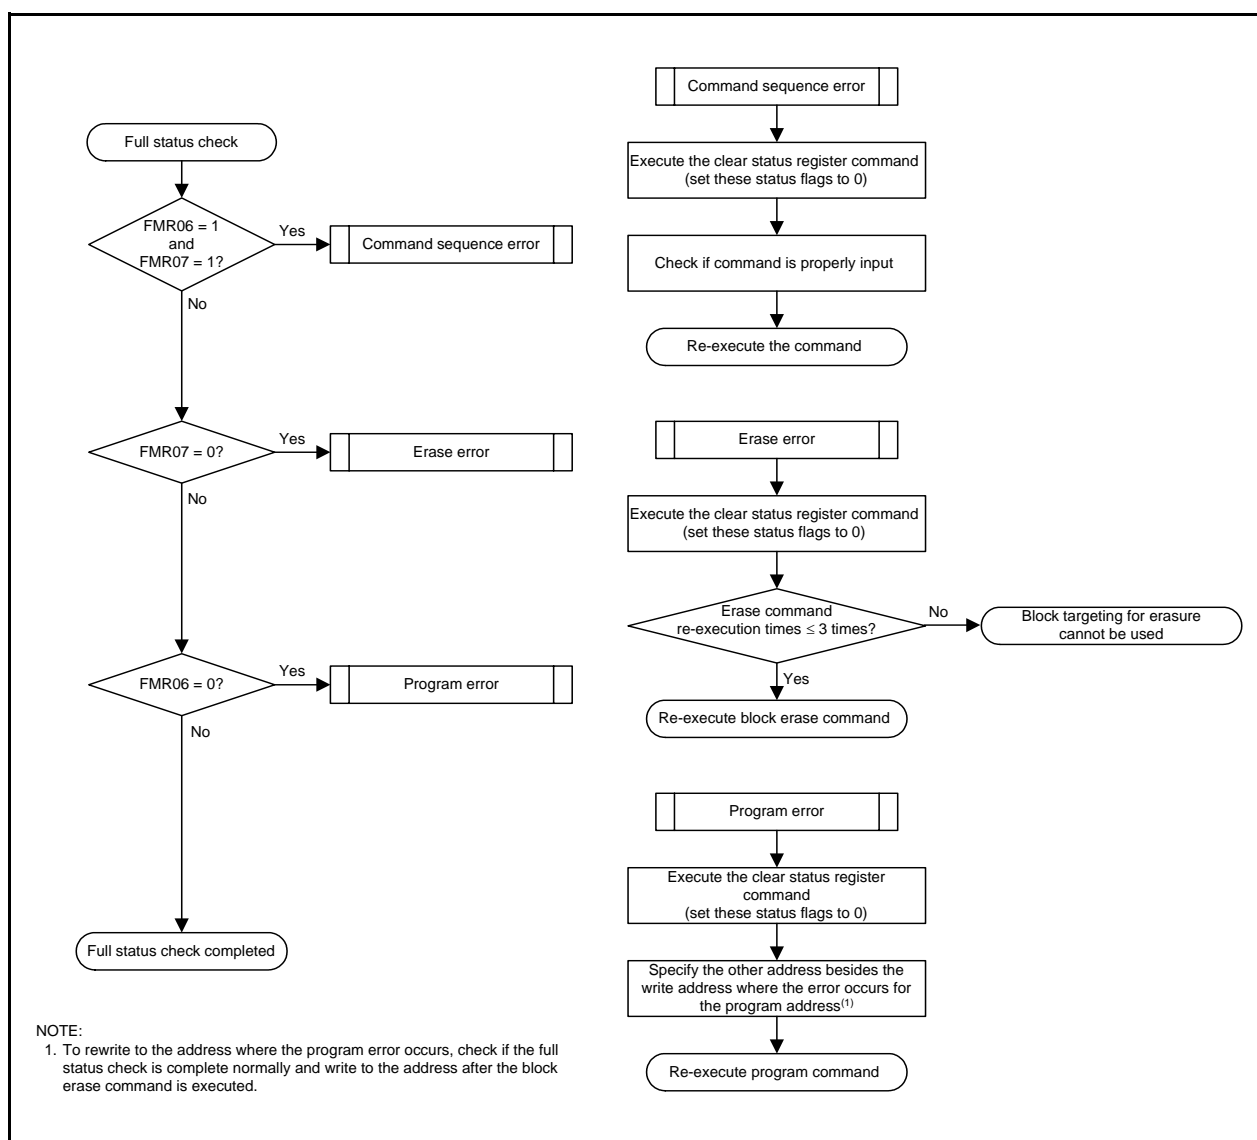 Full status check
FMR06 = 1
and
FMR07 = 1?
Yes
Command sequence error
No
FMR07 = 0?
Yes
Erase error
No
FMR06 = 0?
Yes
Program error
No
Full status check completed
Command sequence error
Execute the clear status register command
(set these status flags to 0)
Check if command is properly input
Re-execute the command
Erase error
Execute the clear status register command
(set these status flags to 0)
Erase command
re-execution times ≤ 3 times?
No
Block targeting for erasure
cannot be used
Yes
Re-execute block erase command
Program error
Execute the clear status register
command
(set these status flags to 0)
Specify the other address besides the
write address where the error occurs for
the program address(1)
Re-execute program command
NOTE:
1. To rewrite to the address where the program error occurs, check if the full
status check is complete normally and write to the address after the block
erase command is executed.